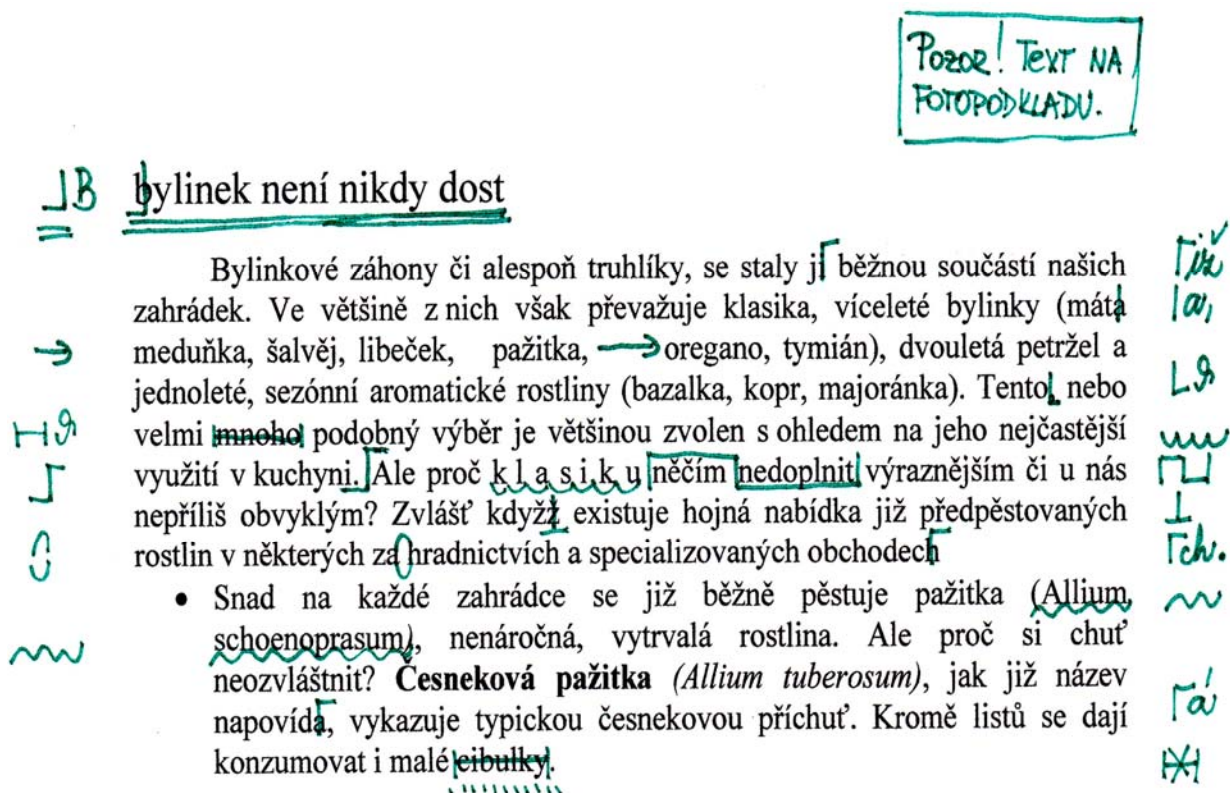 Pozor! Text NA
FOTOPODKLADU.
B bylinek není nikdy dost
Bylinkové záhony či alespoň truhlíky, se staly jí běžnou součástí našich iž
zahrádek. Ve většině z nich však převažuje klasika, víceleté bylinky (mátá a,
meduňka, šalvěj, libeček, pažitka, oregano, tymián), dvouletá petržel a
jednoleté, sezónní aromatické rostliny (bazalka, kopr, majoránka). Tento nebo
velmi mnoho podobný výběr je většinou zvolen s ohledem na jeho nejčastější
využití v kuchyni. Ale proč k l a s i k u něčím nedoplnit výraznějším či u nás
nepříliš obvyklým? Zvlášť když existuje hojná nabídka již předpěstovaných
rostlin v některých za hradnictvích a specializovaných obchodech ch.
• Snad na každé zahrádce se již běžně pěstuje pažitka (Allium
schoenoprasum), nenáročná, vytrvalá rostlina. Ale proč si chuť
neozvláštnit? Česneková pažitka (Allium tuberosum), jak již název
napovídá, vykazuje typickou česnekovou příchuť. Kromě listů se dají á
konzumovat i malé cibulky.